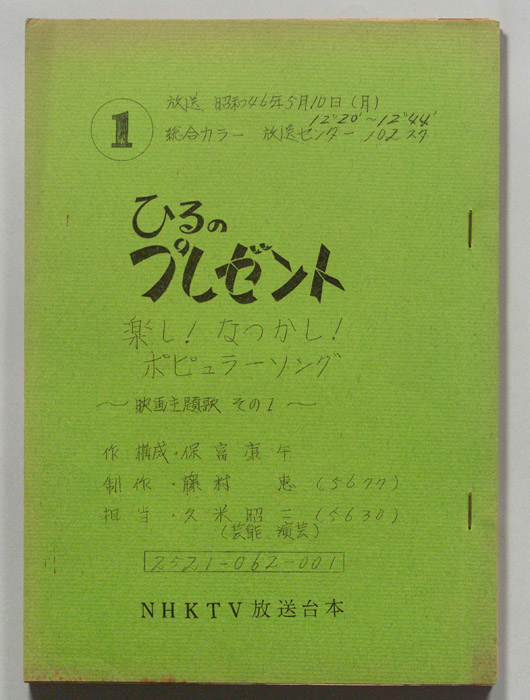 1
放送 昭和46年5月10日(月)
12°20'~12°44'
総合カラー 放送センター 102スタ
ひるの
プレゼント
楽し!なつかし!
ポピュラーソング
~映画主題歌 その1~
作 構成・保富康午
制作・藤村 恵(5677)
担当・久米昭二(5630)
(芸能 演芸)
2521-062-001
NHKTV放送台本